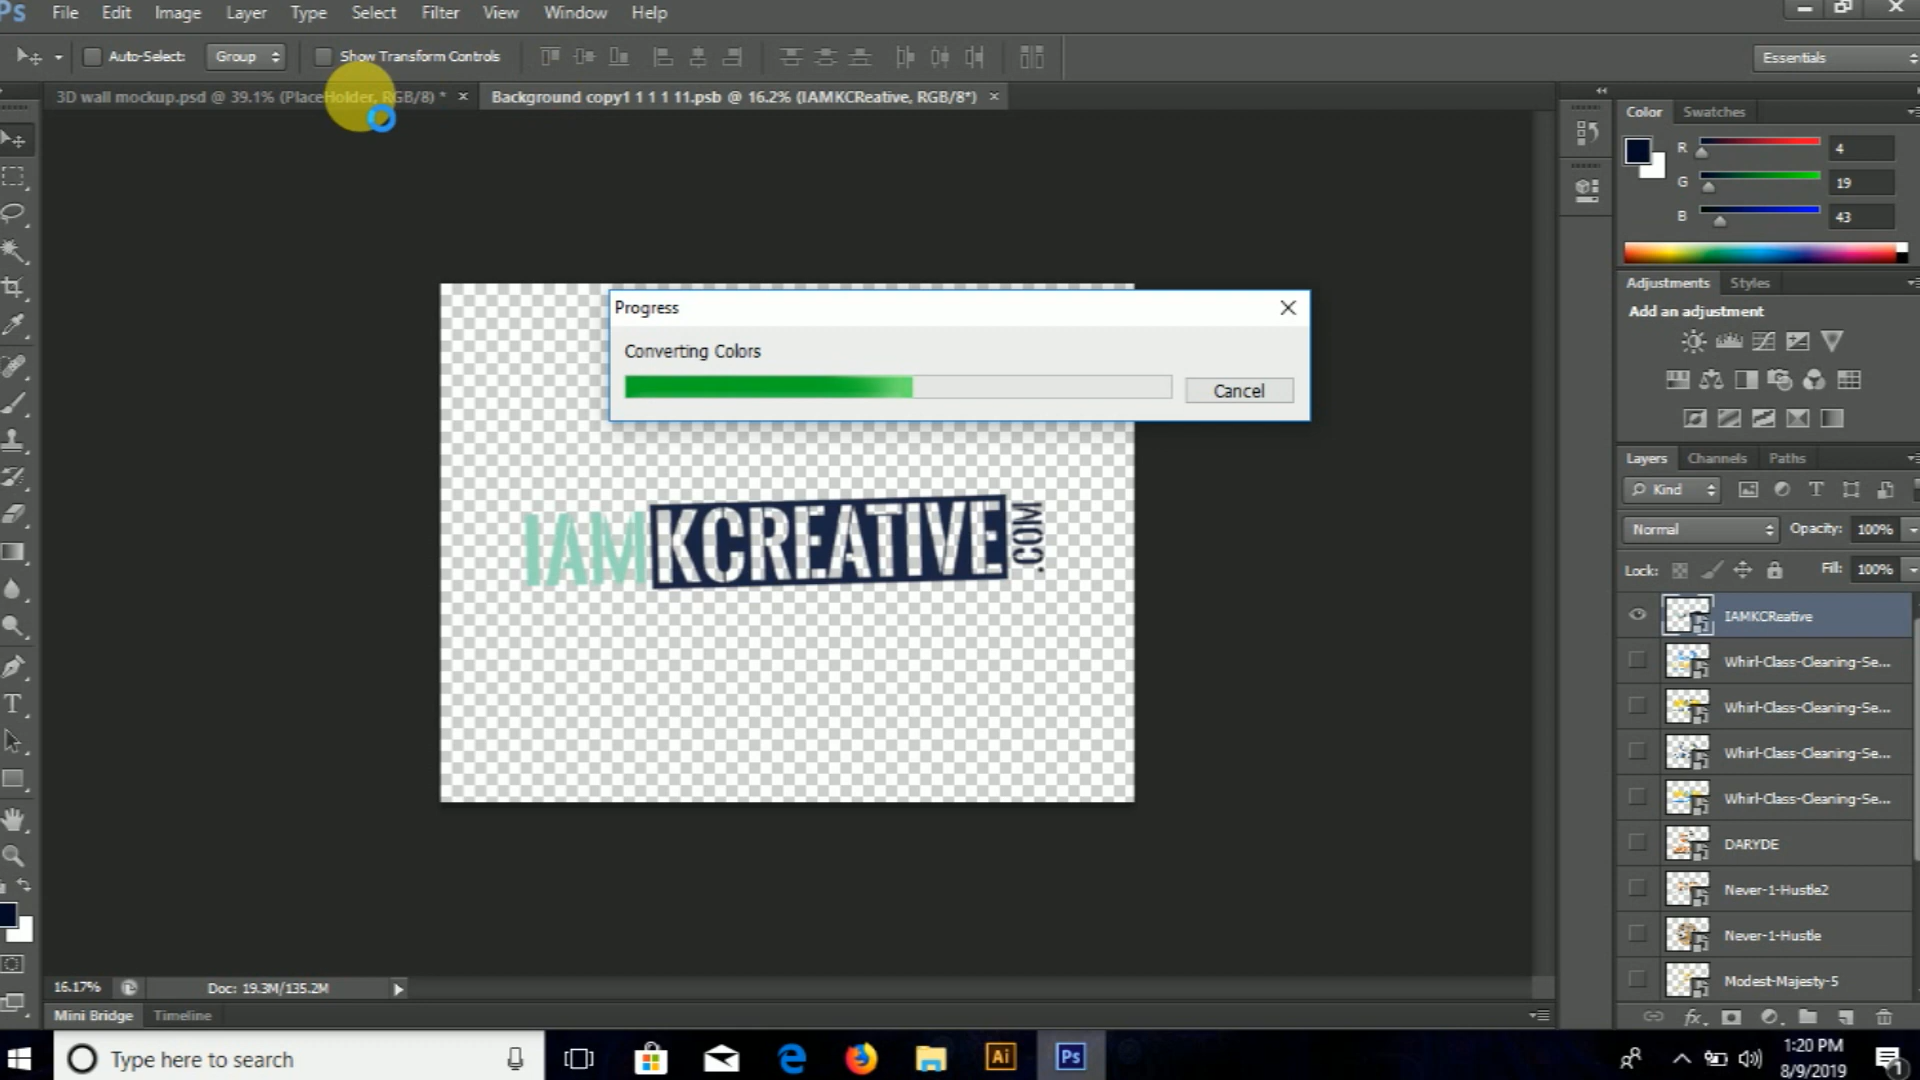 Ps File Edit Image Layer Type Select Filter View Window Help
Auto-Select: Group Show Transform Controls Essentials
3D wall mockup.psd @ 39.1% (PlaceHolder, RGB/8) * × Background copy1 1 1 1 11.psb @ 16.2% (IAMKCReative, RGB/8*) ×
Color Swatches
R 4
G 19
B 43
Adjustments Styles
Add an adjustment
Progress
Converting Colors
Cancel
IAMKCREATIVE.COM
Layers Channels Paths
Kind
Normal Opacity: 100%
Lock: Fill: 100%
IAMKCReative
Whirl-Class-Cleaning-Se...
Whirl-Class-Cleaning-Se...
Whirl-Class-Cleaning-Se...
Whirl-Class-Cleaning-Se...
DARYDE
Never-1-Hustle2
Never-1-Hustle
Modest-Majesty-5
16.17% Doc: 19.3M/135.2M
Mini Bridge Timeline
Type here to search
Ai Ps
1:20 PM
8/9/2019
1